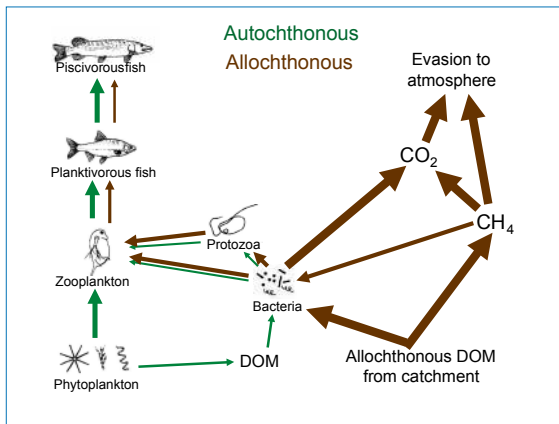 Autochthonous
Allochthonous
Piscivorousfish
Evasion to
atmosphere
CO2
Planktivorous fish
CH4
Protozoa
Zooplankton
Bacteria
DOM
Allochthonous DOM
from catchment
Phytoplankton